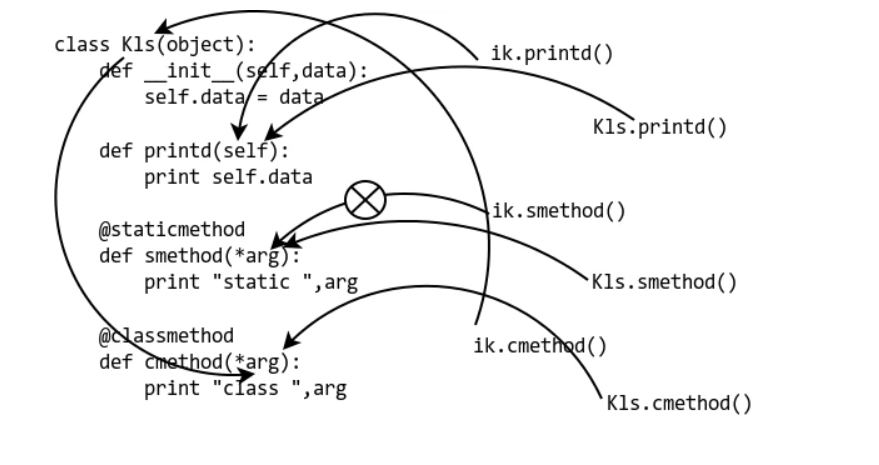 class Kls(object):
def __init__(self,data):
self.data = data
def printd(self):
print self.data
@staticmethod
def smethod(*arg):
print "static ",arg
@classmethod
def cmethod(*arg):
print "class ",arg
ik.printd()
Kls.printd()
ik.smethod()
Kls.smethod()
ik.cmethod()
Kls.cmethod()